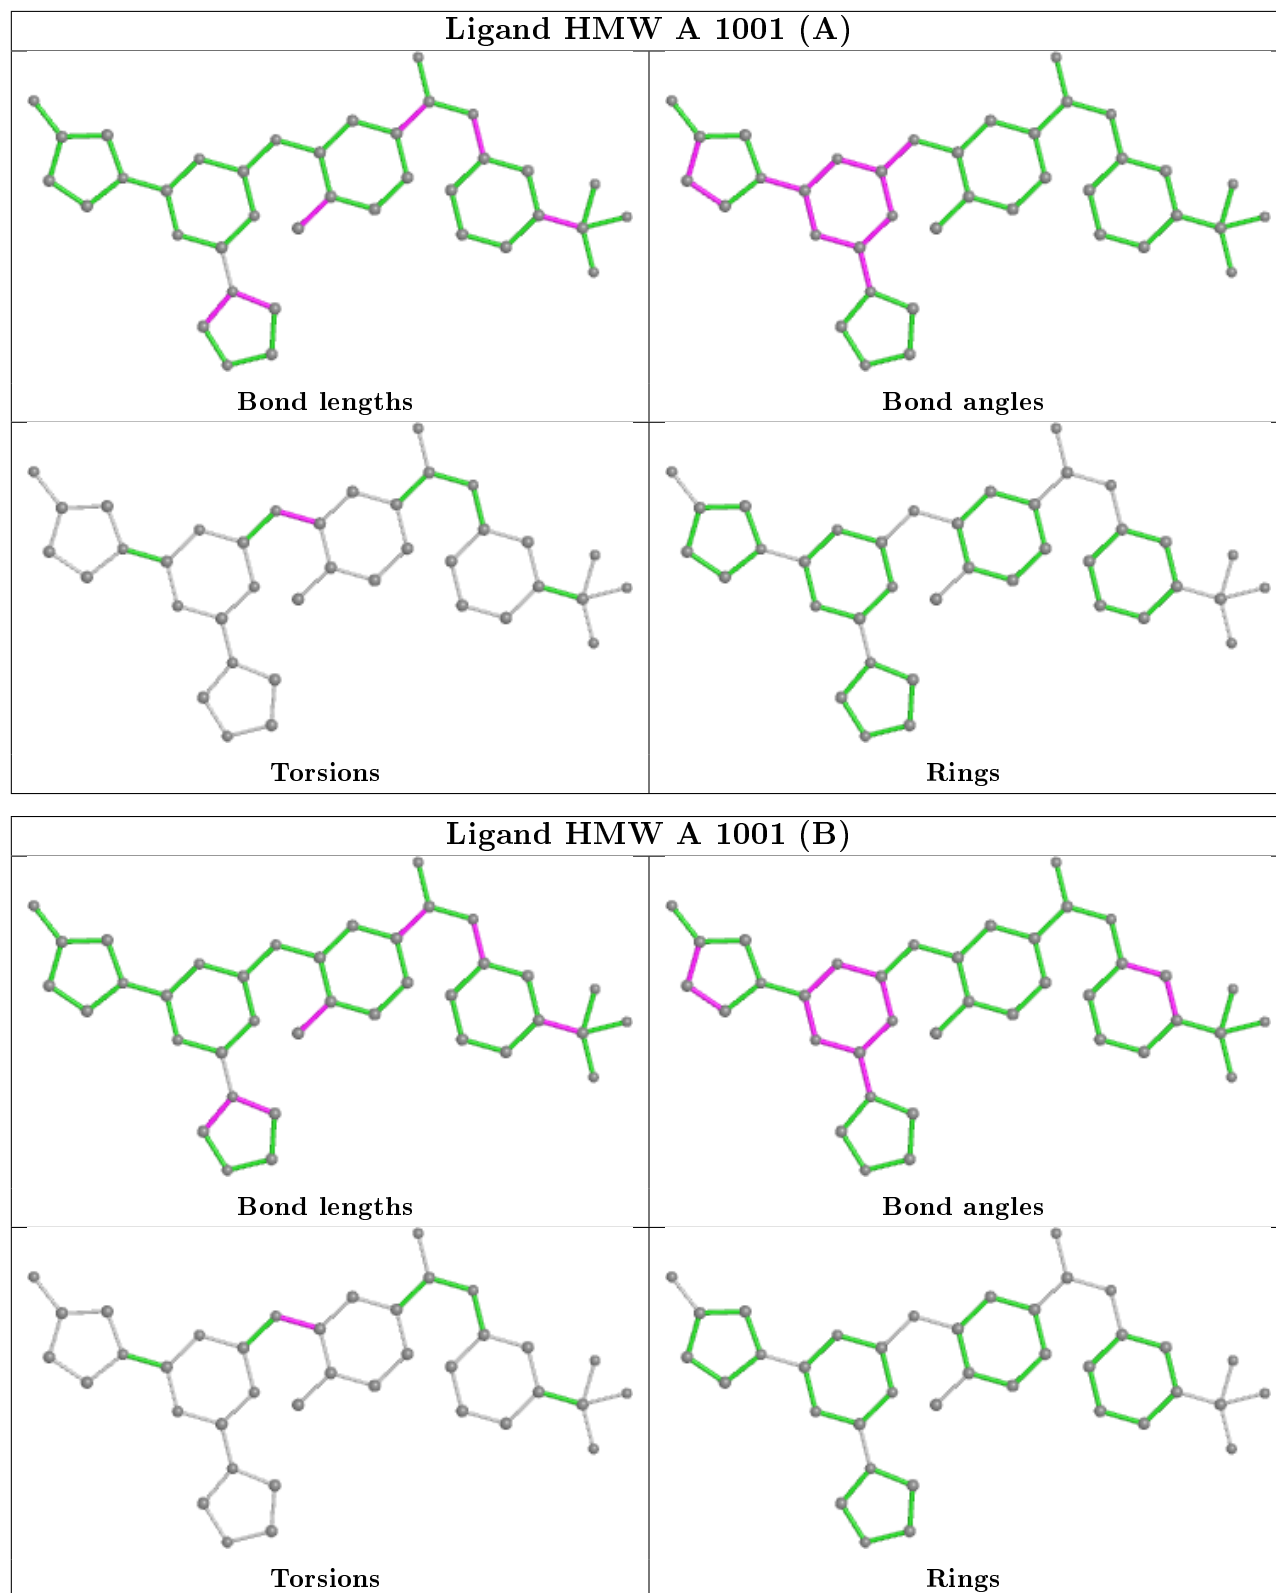 Ligand HMW A 1001 (A)
Bond lengths
Bond angles
Torsions
Rings
Ligand HMW A 1001 (B)
Bond lengths
Bond angles
Torsions
Rings